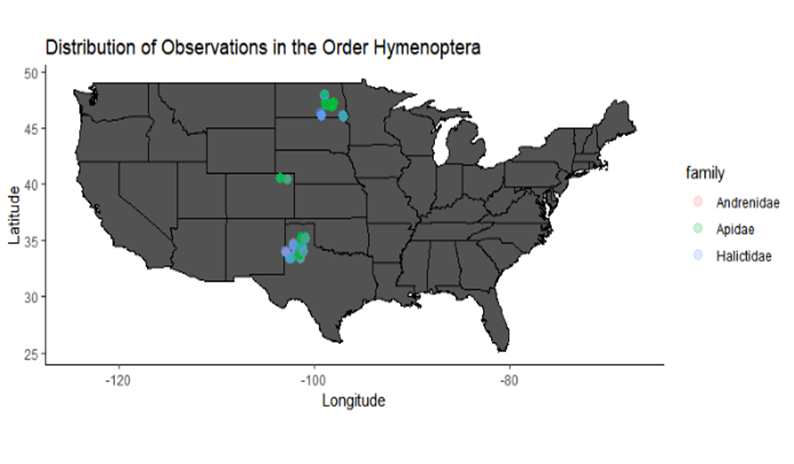 Distribution of Observations in the Order Hymenoptera
50
45
40
35
30
25
Latitude
-120
-100
-80
Longitude
family
Andrenidae
Apidae
Halictidae